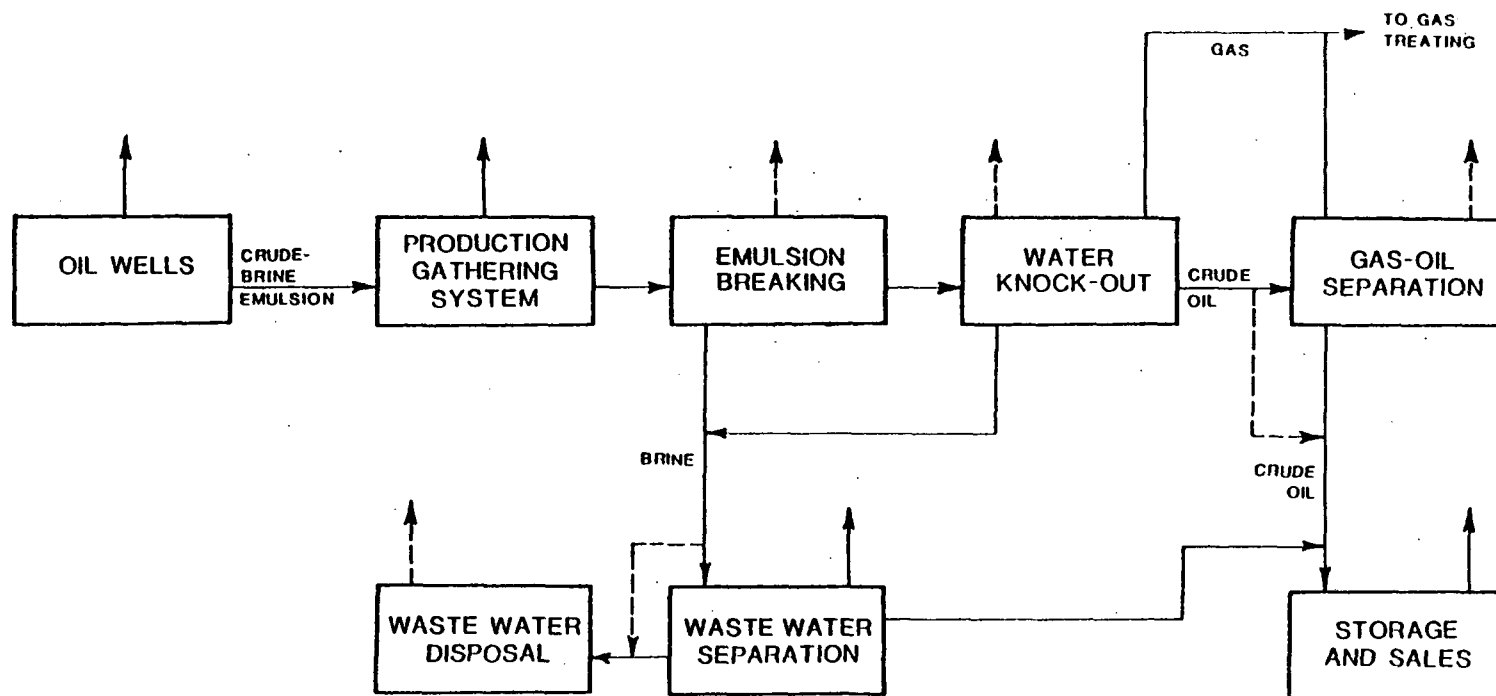 TO GAS
TREATING
GAS
OIL WELLS
CRUDE-
BRINE
EMULSION
PRODUCTION
GATHERING
SYSTEM
EMULSION
BREAKING
WATER
KNOCK-OUT
CRUDE
OIL
GAS-OIL
SEPARATION
BRINE
CRUDE
OIL
WASTE WATER
DISPOSAL
WASTE WATER
SEPARATION
STORAGE
AND SALES